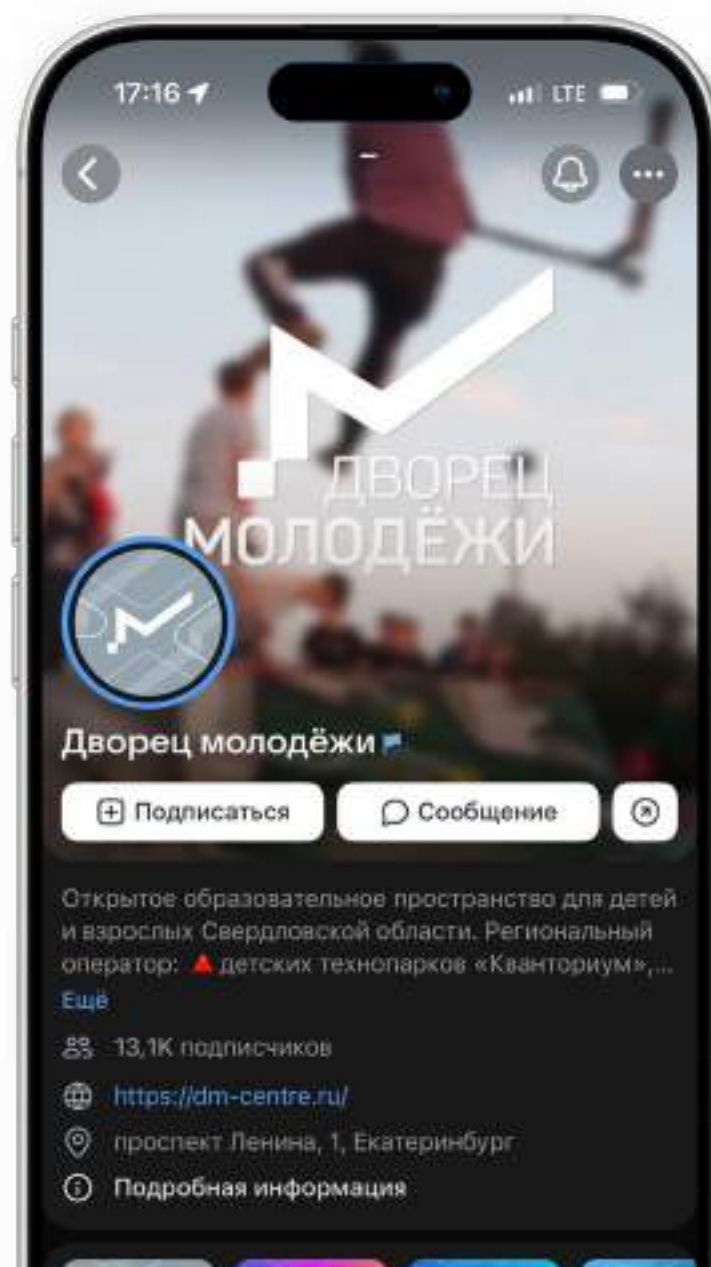 17:16
LTE
ДВОРЕЦ
МОЛОДЁЖИ
Дворец молодёжи
Подписаться
Сообщение
Открытое образовательное пространство для детей
и взрослых Свердловской области. Региональный
оператор: 🔺 детских технопарков «Кванториум»,...
Ещё
13,1K подписчиков
https://dm-centre.ru/
проспект Ленина, 1, Екатеринбург
Подробная информация